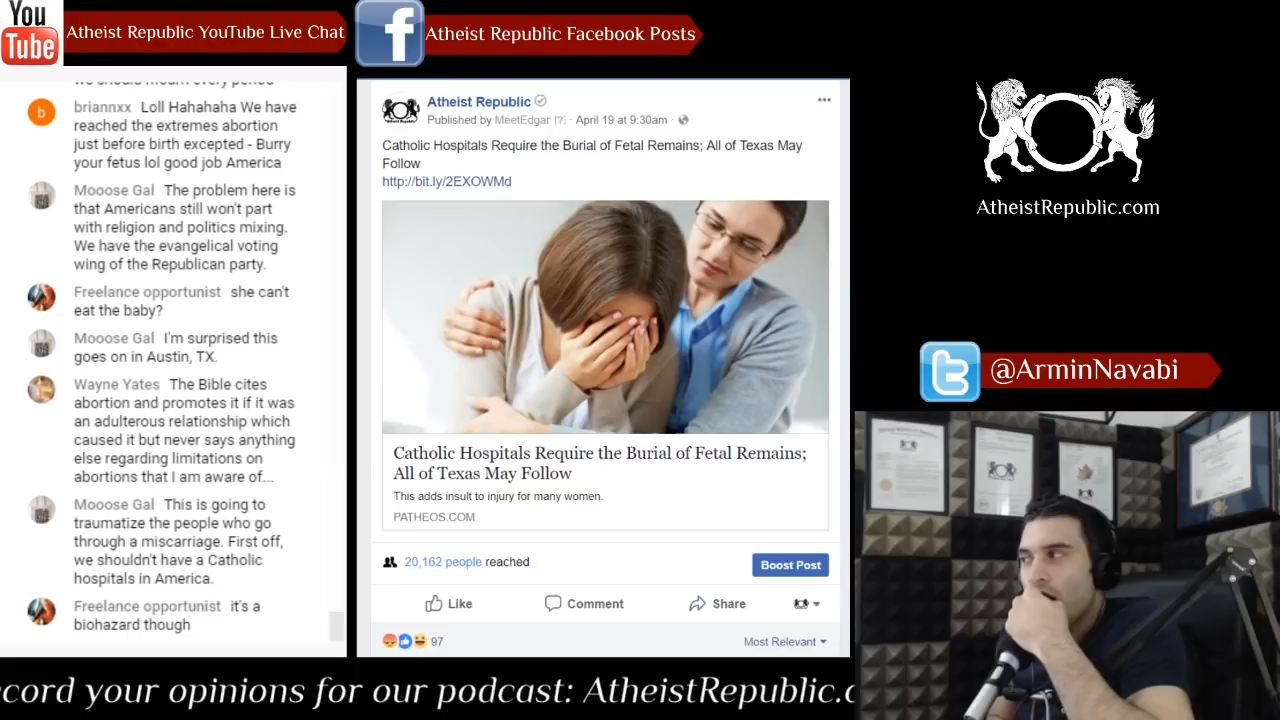 You
Tube
Atheist Republic YouTube Live Chat
f
Atheist Republic Facebook Posts
we should mourn every period
briannxx Loll Hahahaha We have
reached the extremes abortion
just before birth excepted - Burry
your fetus lol good job America
Mooose Gal The problem here is
that Americans still won't part
with religion and politics mixing.
We have the evangelical voting
wing of the Republican party.
Freelance opportunist she can't
eat the baby?
Mooose Gal I'm surprised this
goes on in Austin, TX.
Wayne Yates The Bible cites
abortion and promotes it if it was
an adulterous relationship which
caused it but never says anything
else regarding limitations on
abortions that I am aware of...
Mooose Gal This is going to
traumatize the people who go
through a miscarriage. First off,
we shouldn't have a Catholic
hospitals in America.
Freelance opportunist it's a
biohazard though
b
Atheist Republic
Published by MeetEdgar [?] · April 19 at 9:30am ·
Catholic Hospitals Require the Burial of Fetal Remains; All of Texas May
Follow
http://bit.ly/2EXOWMd
Catholic Hospitals Require the Burial of Fetal Remains;
All of Texas May Follow
This adds insult to injury for many women.
PATHEOS.COM
20,162 people reached
Boost Post
Like
Comment
Share
97
Most Relevant
AtheistRepublic.com
t
@ArminNavabi
cord your opinions for our podcast: AtheistRepublic.c